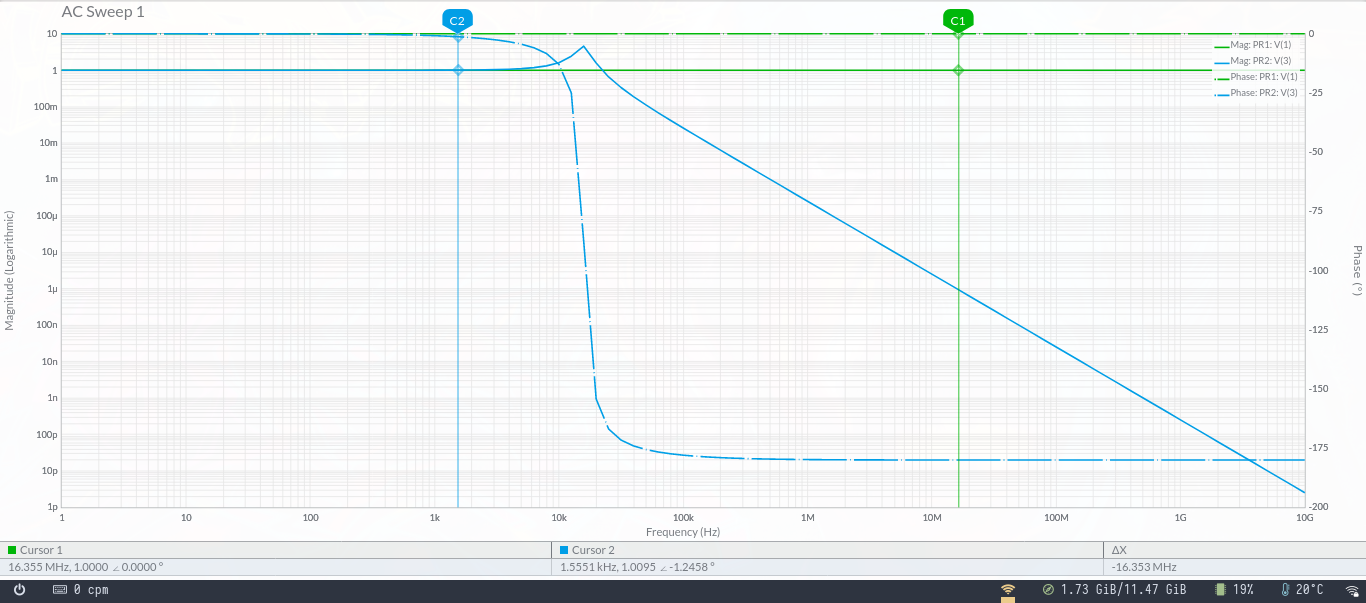 AC Sweep 1
C2
C1
10
1
100m
10m
1m
100µ
10µ
1µ
100n
10n
1n
100p
10p
1p
Magnitude (Logarithmic)
0
-25
-50
-75
-100
-125
-150
-175
-200
Phase (°)
Mag: PR1: V(1)
Mag: PR2: V(3)
Phase: PR1: V(1)
Phase: PR2: V(3)
1 10 100 1k 10k 100k 1M 10M 100M 1G 10G
Frequency (Hz)
Cursor 1 Cursor 2 ΔX
16.355 MHz, 1.0000 ∠ 0.0000 ° 1.5551 kHz, 1.0095 ∠ -1.2458 ° -16.353 MHz
0 cpm 1.73 GiB/11.47 GiB 19% 20°C